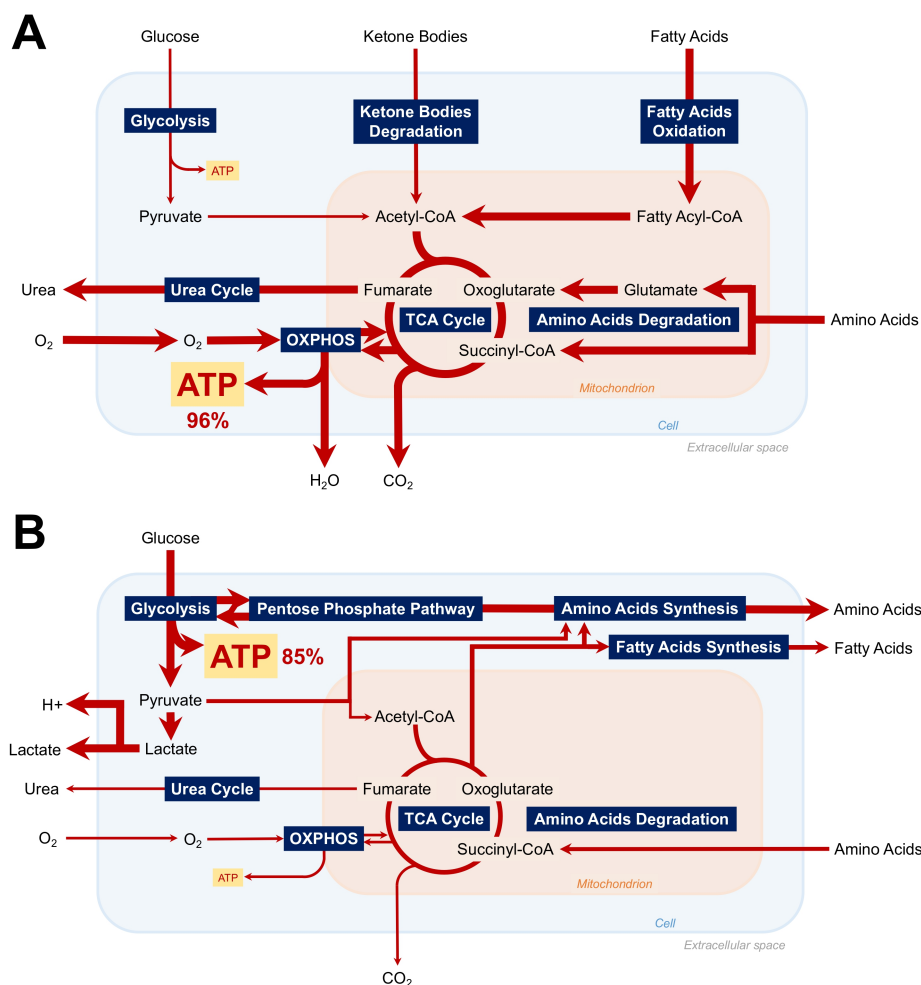 A
Glucose
Ketone Bodies
Fatty Acids
Glycolysis
Ketone Bodies
Degradation
Fatty Acids
Oxidation
ATP
Pyruvate
Acetyl-CoA
Fatty Acyl-CoA
Urea
Urea Cycle
Fumarate
Oxoglutarate
Glutamate
O₂
O₂
OXPHOS
TCA Cycle
Amino Acids Degradation
Amino Acids
Succinyl-CoA
ATP
96%
Mitochondrion
Cell
Extracellular space
H₂O
CO₂
B
Glucose
Glycolysis
Pentose Phosphate Pathway
Amino Acids Synthesis
Amino Acids
ATP
85%
Fatty Acids Synthesis
Fatty Acids
Pyruvate
H+
Acetyl-CoA
Lactate
Lactate
Urea
Urea Cycle
Fumarate
Oxoglutarate
O₂
O₂
OXPHOS
TCA Cycle
Amino Acids Degradation
Succinyl-CoA
Amino Acids
ATP
Mitochondrion
Cell
Extracellular space
CO₂